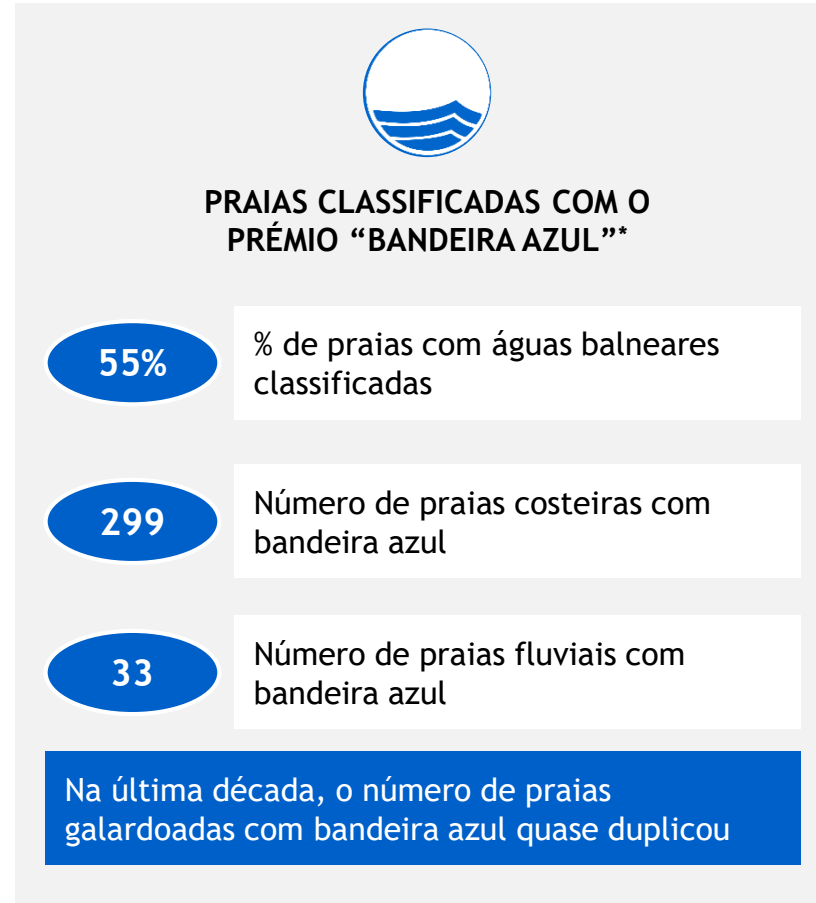 PRAIAS CLASSIFICADAS COM O
PRÉMIO “BANDEIRA AZUL”*
55%
% de praias com águas balneares
classificadas
299
Número de praias costeiras com
bandeira azul
33
Número de praias fluviais com
bandeira azul
Na última década, o número de praias
galardoadas com bandeira azul quase duplicou